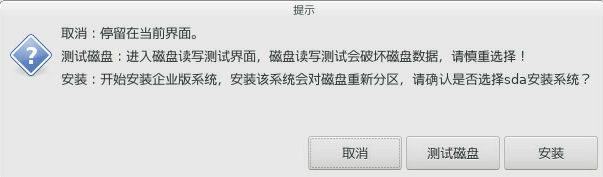 提示
取消：停留在当前界面。
测试磁盘：进入磁盘读写测试界面，磁盘读写测试会破坏磁盘数据，请慎重选择！
安装：开始安装企业版系统，安装该系统会对磁盘重新分区，请确认是否选择sda安装系统？
取消
测试磁盘
安装